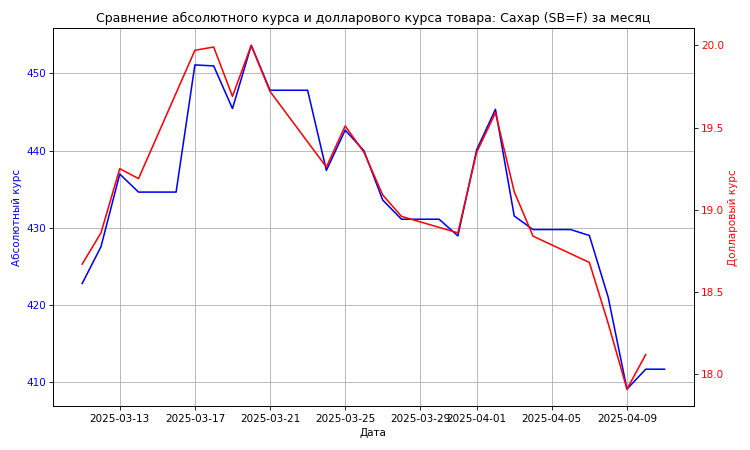 Сравнение абсолютного курса и долларового курса товара: Сахар (SB=F) за месяц
Абсолютный курс
450
440
430
420
410
20.0
19.5
19.0
18.5
18.0
Долларовый курс
2025-03-13 2025-03-17 2025-03-21 2025-03-25 2025-03-29 2025-04-01 2025-04-05 2025-04-09
Дата